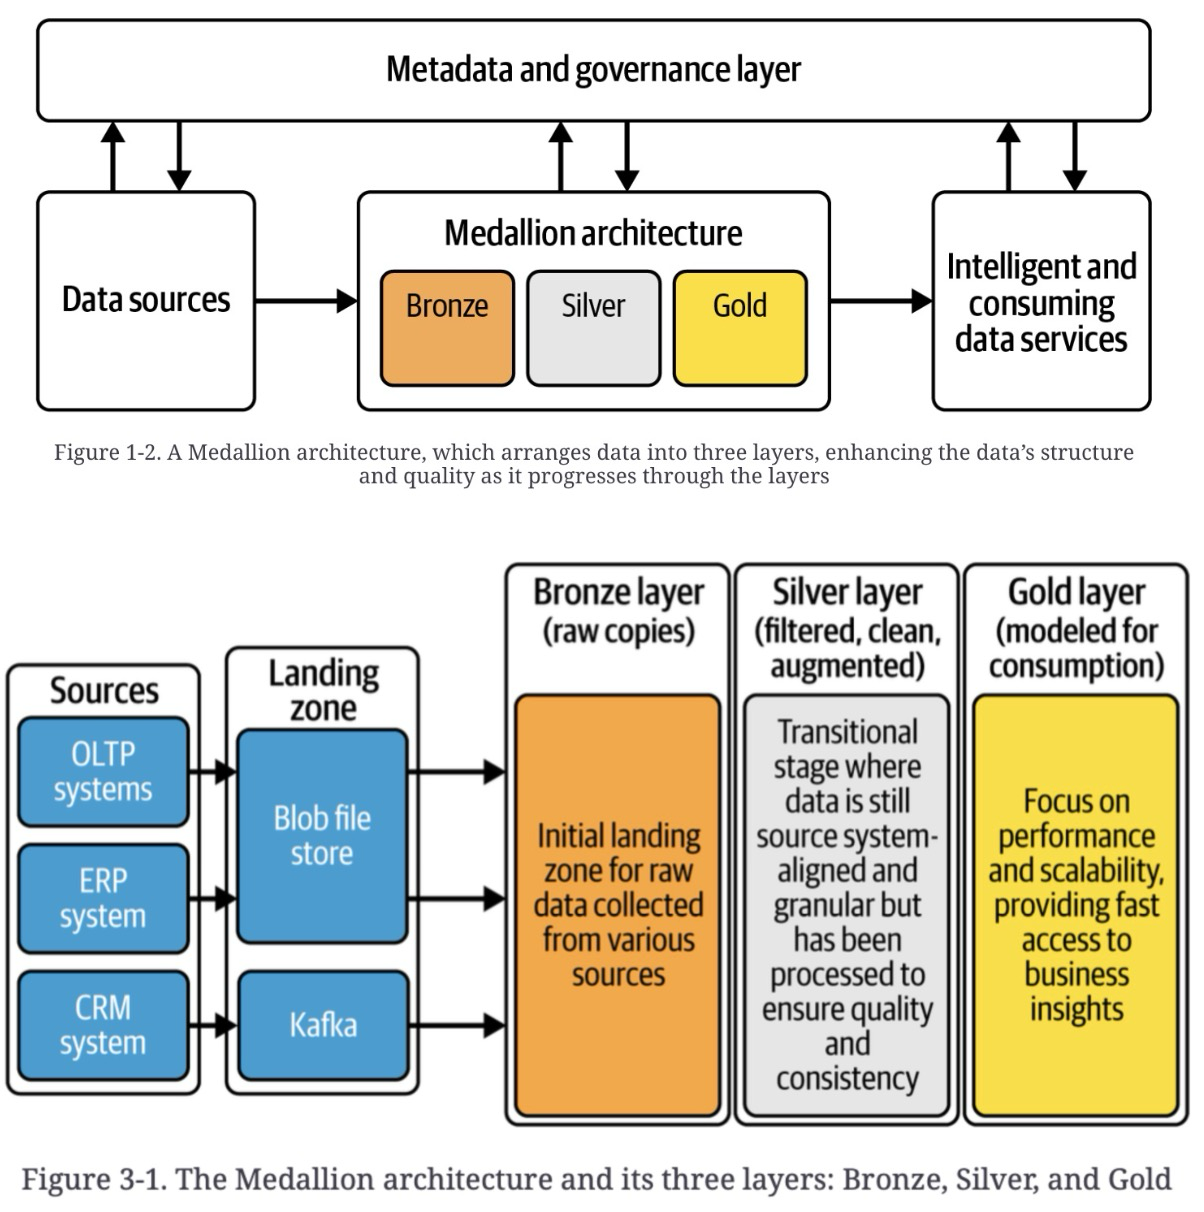 Metadata and governance layer
Data sources
Medallion architecture
Bronze
Silver
Gold
Intelligent and
consuming
data services
Figure 1-2. A Medallion architecture, which arranges data into three layers, enhancing the data’s structure
and quality as it progresses through the layers
Sources
OLTP
systems
ERP
system
CRM
system
Landing
zone
Blob file
store
Kafka
Bronze layer
(raw copies)
Initial landing
zone for raw
data collected
from various
sources
Silver layer
(filtered, clean,
augmented)
Transitional
stage where
data is still
source system-
aligned and
granular but
has been
processed to
ensure quality
and
consistency
Gold layer
(modeled for
consumption)
Focus on
performance
and scalability,
providing fast
access to
business
insights
Figure 3-1. The Medallion architecture and its three layers: Bronze, Silver, and Gold